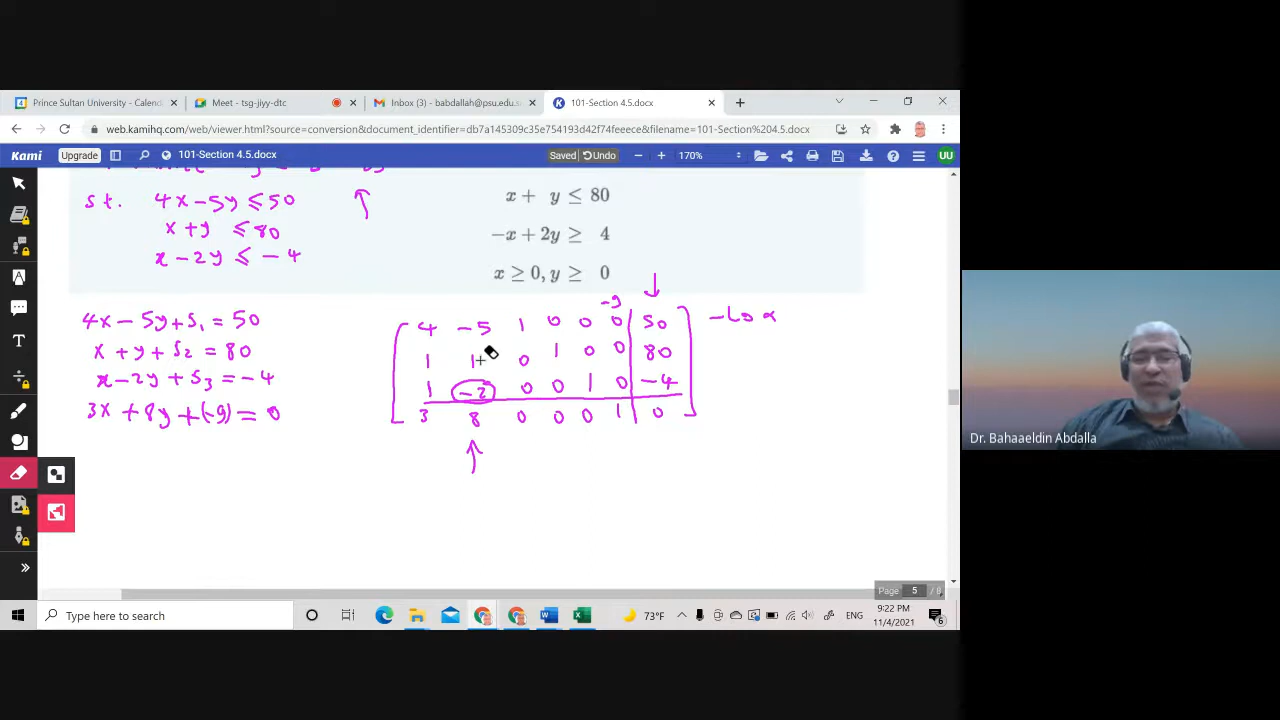 Prince Sultan University - Calend
Meet - tsg-jiyy-dtc
Inbox (3) - babdallah@psu.edu.s
101-Section 4.5.docx
web.kamihq.com/web/viewer.html?source=conversion&document_identifier=db7a145309c35e754193d42f74feeece&filename=101-Section%204.5.docx
Kami
Upgrade
101-Section 4.5.docx
Saved
Undo
170%
UU
s t. 4x - 5y ≤ 50
x + y ≤ 80
x - 2y ≤ -4
x + y ≤ 80
-x + 2y ≥ 4
x ≥ 0, y ≥ 0
4x - 5y + S₁ = 50
x + y + S₂ = 80
x - 2y + S₃ = -4
3x + 8y + (-g) = 0
-g
4 -5 1 0 0 0 50
1 1 0 1 0 0 80
1 -2 0 0 1 0 -4
3 8 0 0 0 1 0
Dr. Bahaaeldin Abdalla
Page 5 / 8
Type here to search
73°F
ENG
9:22 PM
11/4/2021
6